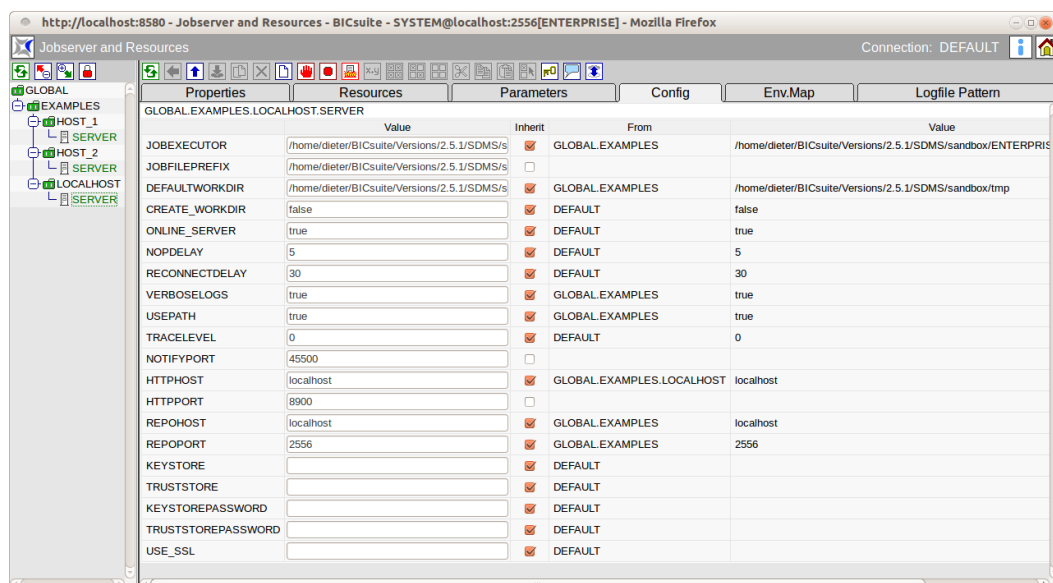 http://localhost:8580 - Jobserver and Resources - BICsuite - SYSTEM@localhost:2556[ENTERPRISE] - Mozilla Firefox
Jobserver and Resources Connection: DEFAULT
GLOBAL
EXAMPLES
HOST_1
SERVER
HOST_2
SERVER
LOCALHOST
SERVER
Properties Resources Parameters Config Env.Map Logfile Pattern
GLOBAL.EXAMPLES.LOCALHOST.SERVER
Value Inherit From Value
JOBEXECUTOR /home/dieter/BICsuite/Versions/2.5.1/SDMS/s GLOBAL.EXAMPLES /home/dieter/BICsuite/Versions/2.5.1/SDMS/sandbox/ENTERPRIS
JOBFILEPREFIX /home/dieter/BICsuite/Versions/2.5.1/SDMS/s
DEFAULTWORKDIR /home/dieter/BICsuite/Versions/2.5.1/SDMS/s GLOBAL.EXAMPLES /home/dieter/BICsuite/Versions/2.5.1/SDMS/sandbox/tmp
CREATE_WORKDIR false DEFAULT false
ONLINE_SERVER true DEFAULT true
NOPDELAY 5 DEFAULT 5
RECONNECTDELAY 30 DEFAULT 30
VERBOSELOGS true GLOBAL.EXAMPLES true
USEPATH true GLOBAL.EXAMPLES true
TRACELEVEL 0 DEFAULT 0
NOTIFYPORT 45500
HTTPHOST localhost GLOBAL.EXAMPLES.LOCALHOST localhost
HTTPPORT 8900
REPOHOST localhost GLOBAL.EXAMPLES localhost
REPOPORT 2556 GLOBAL.EXAMPLES 2556
KEYSTORE DEFAULT
TRUSTSTORE DEFAULT
KEYSTOREPASSWORD DEFAULT
TRUSTSTOREPASSWORD DEFAULT
USE_SSL DEFAULT